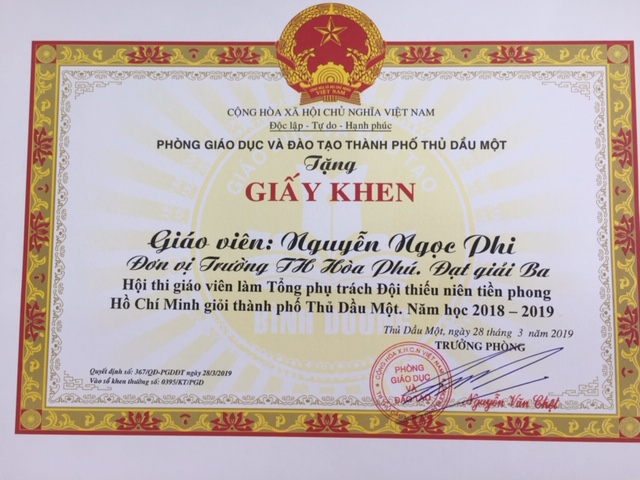 CỘNG HÒA XÃ HỘI CHỦ NGHĨA VIỆT NAM
Độc lập - Tự do - Hạnh phúc
PHÒNG GIÁO DỤC VÀ ĐÀO TẠO THÀNH PHỐ THỦ DẦU MỘT
Tặng
GIẤY KHEN
Giáo viên: Nguyễn Ngọc Phi
Đơn vị Trường TH Hòa Phú. Đạt giải Ba
Hội thi giáo viên làm Tổng phụ trách Đội thiếu niên tiền phong
Hồ Chí Minh giỏi thành phố Thủ Dầu Một. Năm học 2018 – 2019
BÌNH DƯƠNG
Thủ Dầu Một, ngày 28 tháng 3 năm 2019
TRƯỞNG PHÒNG
Quyết định số: 367/QĐ-PGDĐT ngày 28/3/2019
Vào sổ khen thưởng số: 0395/KT/PGD
PHÒNG
GIÁO DỤC
VÀ
ĐÀO TẠO
Nguyễn Văn